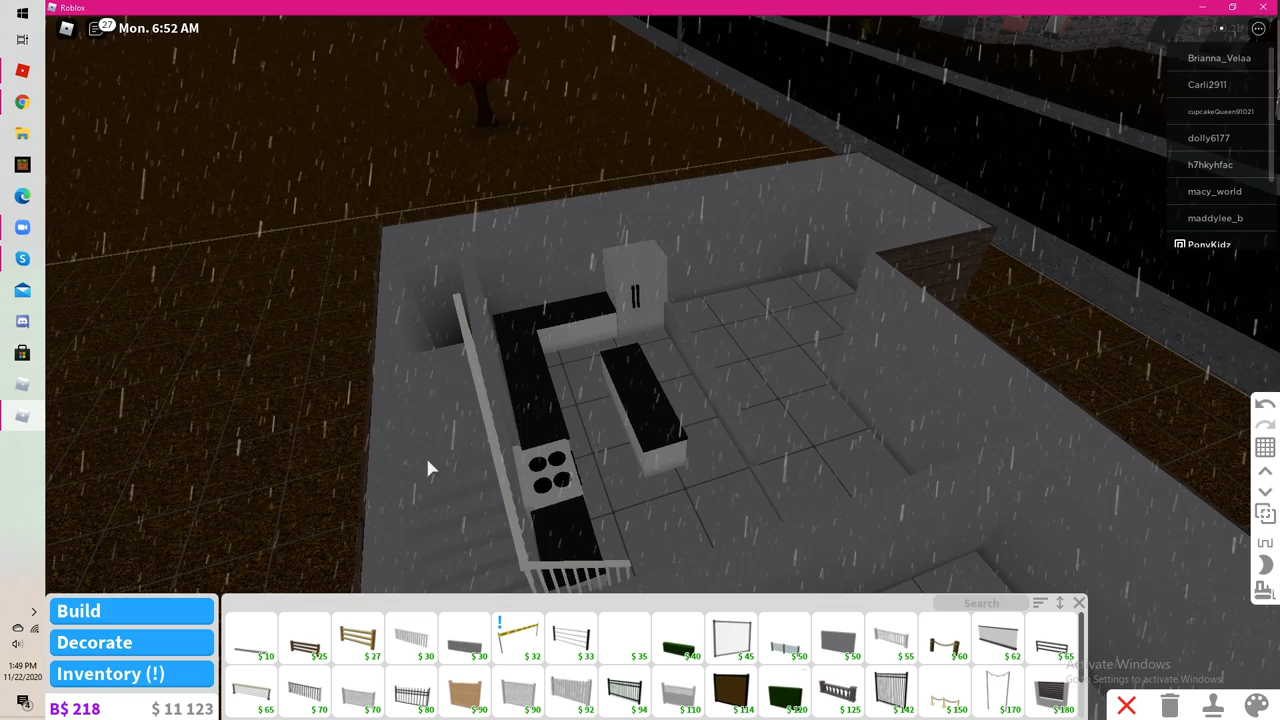 Roblox
27
Mon. 6:52 AM
Brianna_Velaa
Carli2911
cupcakeQueen91021
dolly6177
h7hkyhfac
macy_world
maddylee_b
PonyKidz
Build
Decorate
Inventory (!)
B$ 218
$ 11 123
Search
!
$10
$25
$27
$30
$30
$32
$33
$35
$40
$45
$50
$50
$55
$60
$62
$65
$65
$70
$70
$80
$90
$90
$92
$94
$110
$114
$120
$125
$142
$150
$170
$180
Activate Windows
Go to Settings to activate Windows.
1:49 PM
11/22/2020
4